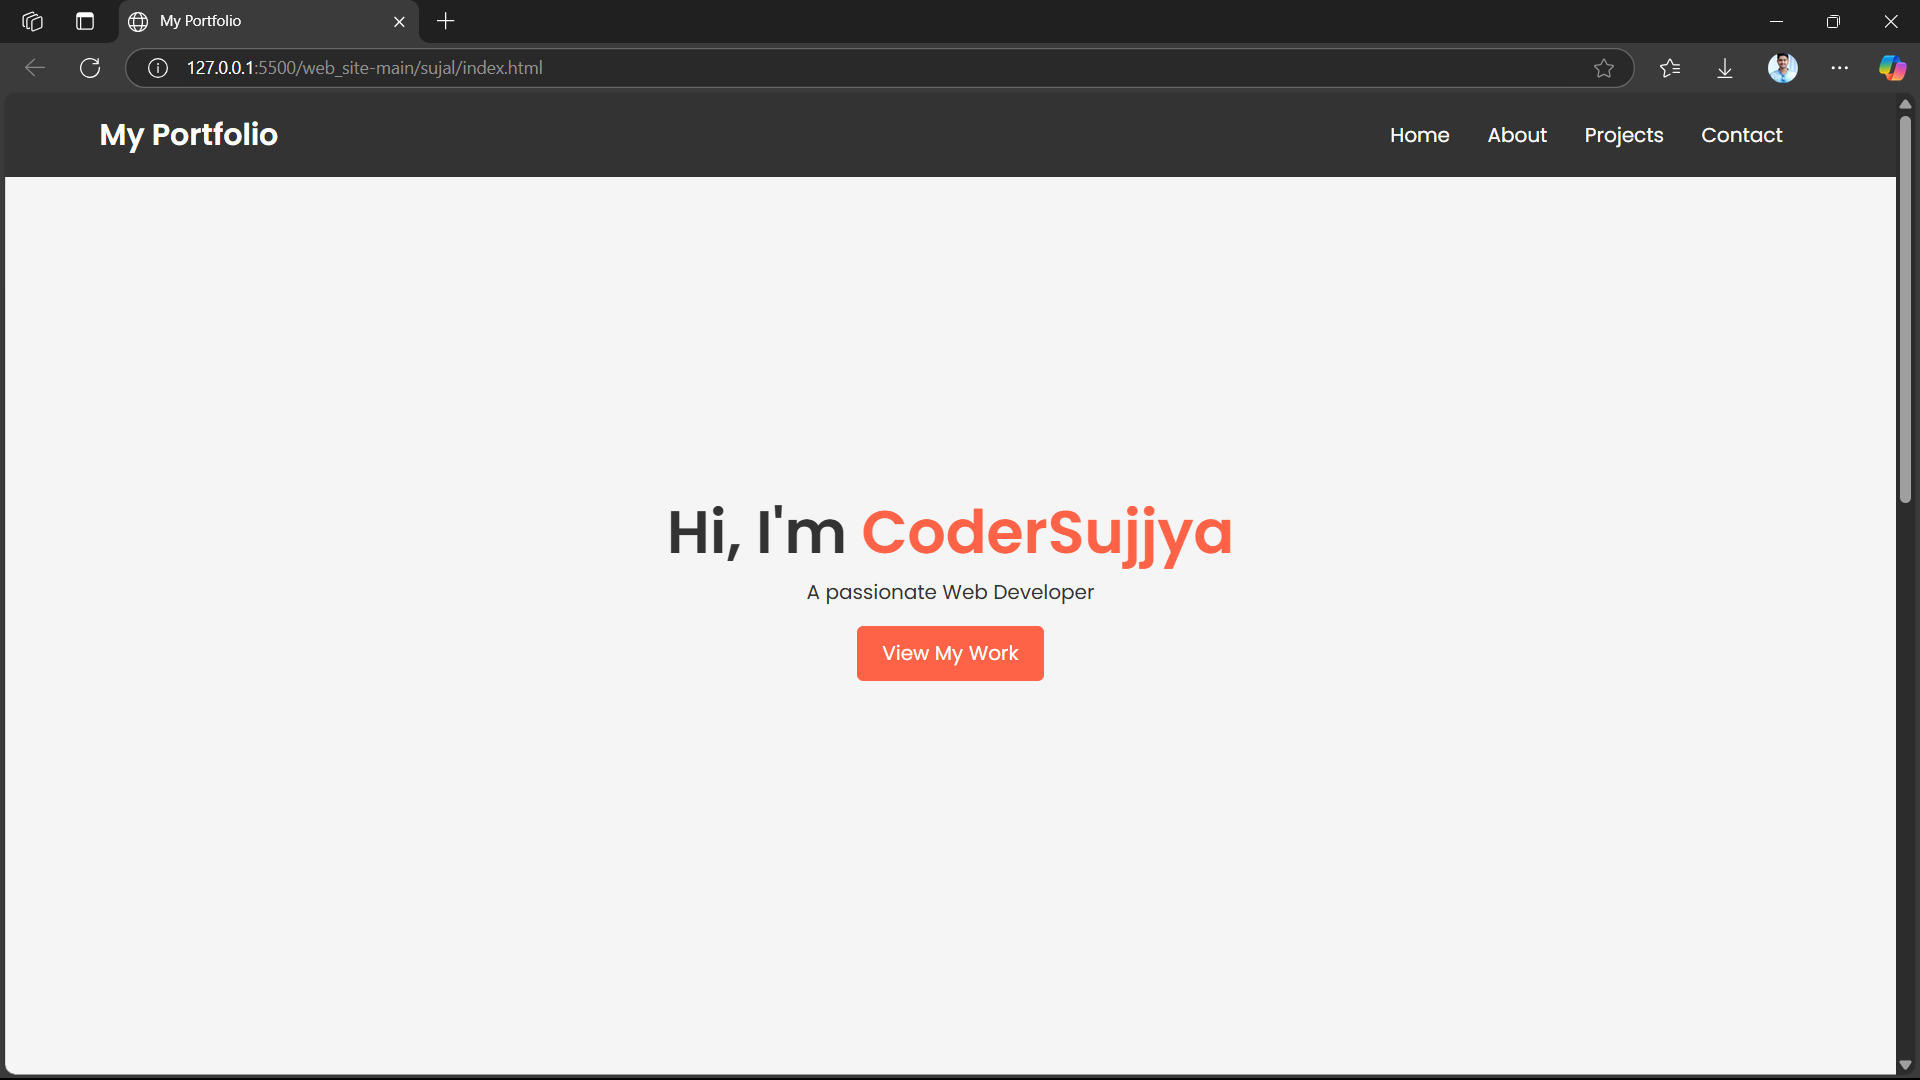 My Portfolio
127.0.0.1:5500/web_site-main/sujal/index.html
My Portfolio
Home
About
Projects
Contact
Hi, I'm CoderSujjya
A passionate Web Developer
View My Work